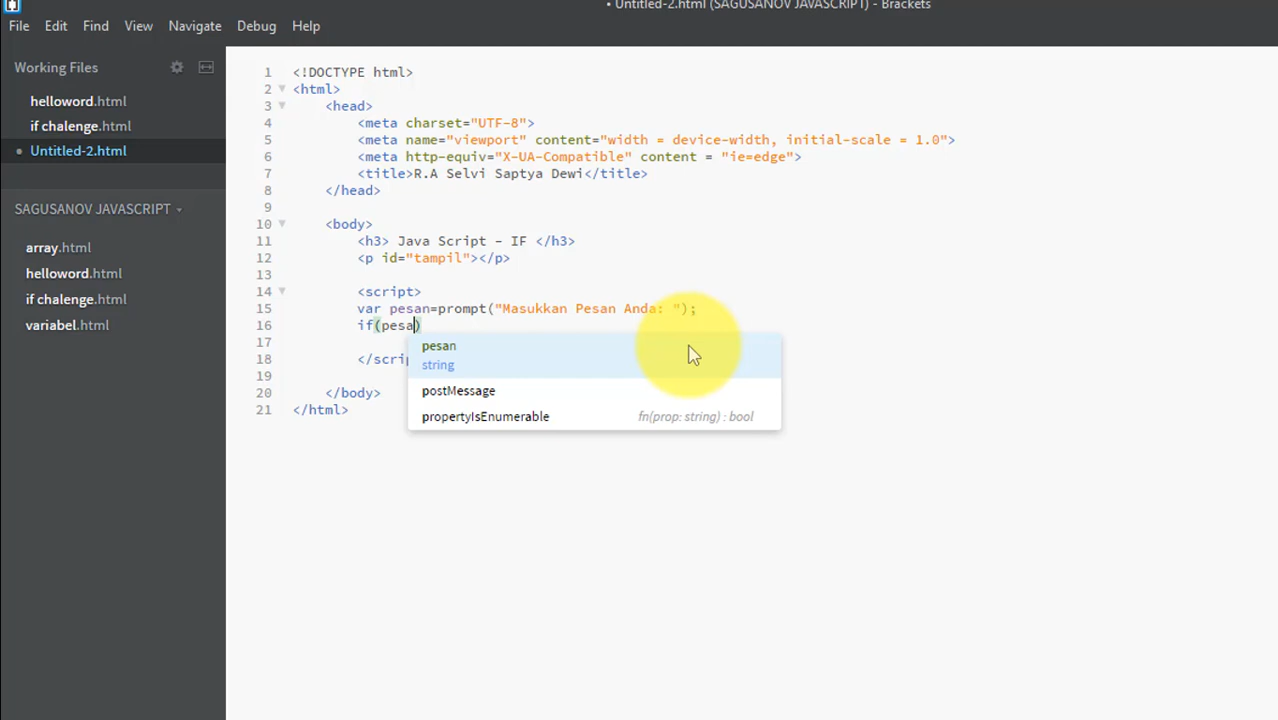 • Untitled-2.html (SAGUSANOV JAVASCRIPT) - Brackets
File Edit Find View Navigate Debug Help
Working Files
helloword.html
if chalenge.html
• Untitled-2.html
SAGUSANOV JAVASCRIPT
array.html
helloword.html
if chalenge.html
variabel.html
1 <!DOCTYPE html>
2 <html>
3 <head>
4 <meta charset="UTF-8">
5 <meta name="viewport" content="width = device-width, initial-scale = 1.0">
6 <meta http-equiv="X-UA-Compatible" content = "ie=edge">
7 <title>R.A Selvi Saptya Dewi</title>
8 </head>
9
10 <body>
11 <h3> Java Script - IF </h3>
12 <p id="tampil"></p>
13
14 <script>
15 var pesan=prompt("Masukkan Pesan Anda: ");
16 if(pesa)
17
18 </scrip
19
20 </body>
21 </html>
pesan
string
postMessage
propertyIsEnumerable fn(prop: string) : bool